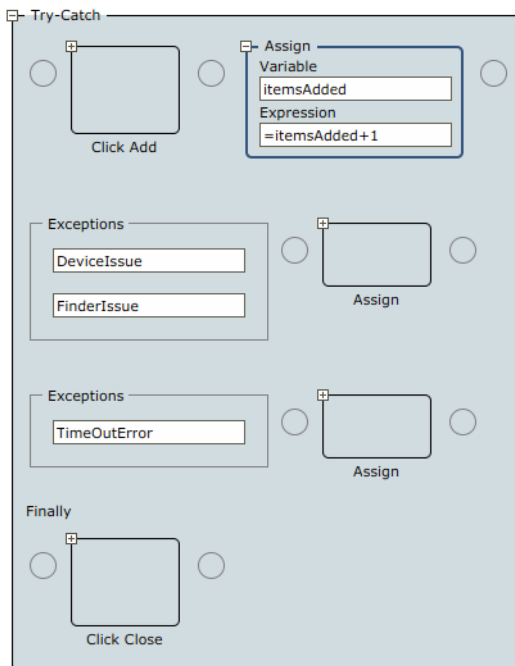 Try-Catch
Assign
Variable
itemsAdded
Expression
=itemsAdded+1
Click Add
Exceptions
DeviceIssue
FinderIssue
Assign
Exceptions
TimeOutError
Assign
Finally
Click Close